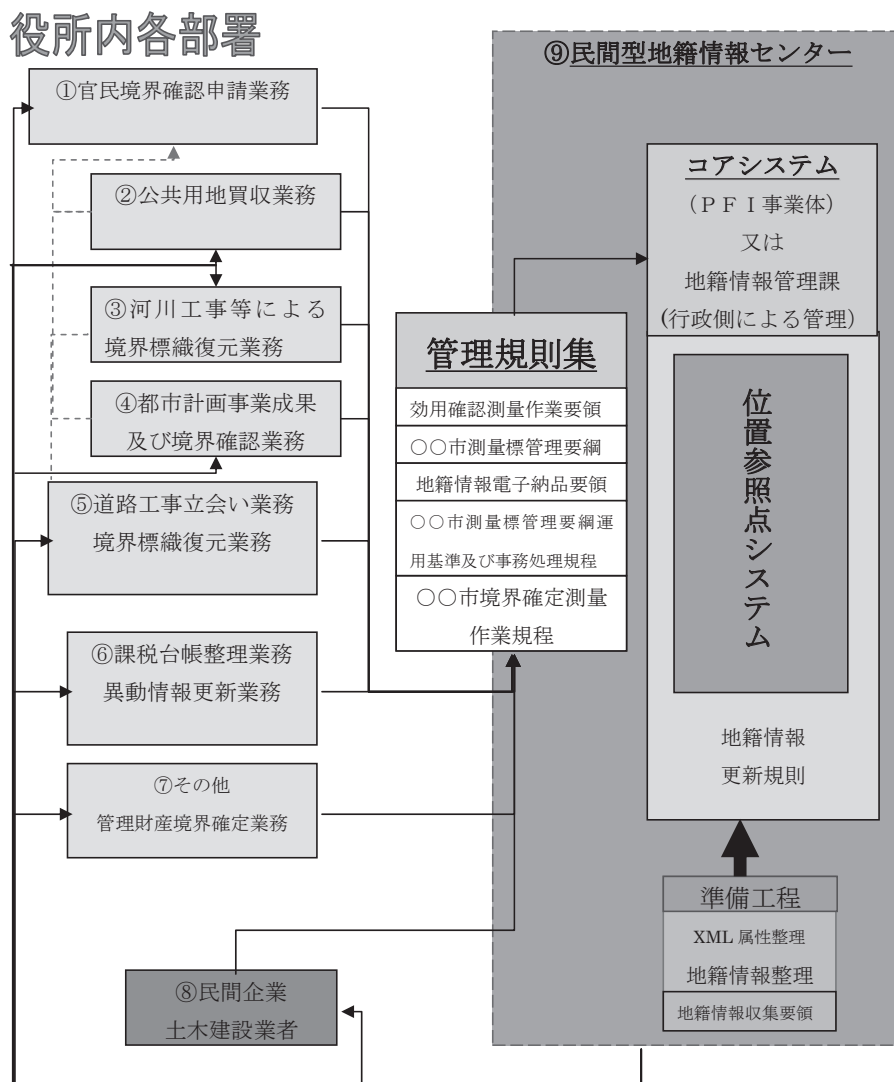 役所内各部署
①官民境界確認申請業務
②公共用地買収業務
③河川工事等による
境界標織復元業務
④都市計画事業成果
及び境界確認業務
⑤道路工事立会い業務
境界標織復元業務
⑥課税台帳整理業務
異動情報更新業務
⑦その他
管理財産境界確定業務
⑧民間企業
土木建設業者
管理規則集
効用確認測量作業要領
○○市測量標管理要綱
地籍情報電子納品要領
○○市測量標管理要綱運
用基準及び事務処理規程
○○市境界確定測量
作業規程
⑨民間型地籍情報センター
コアシステム
（ＰＦＩ事業体）
又は
地籍情報管理課
(行政側による管理）
位置参照点システム
地籍情報
更新規則
準備工程
XML 属性整理
地籍情報整理
地籍情報収集要領